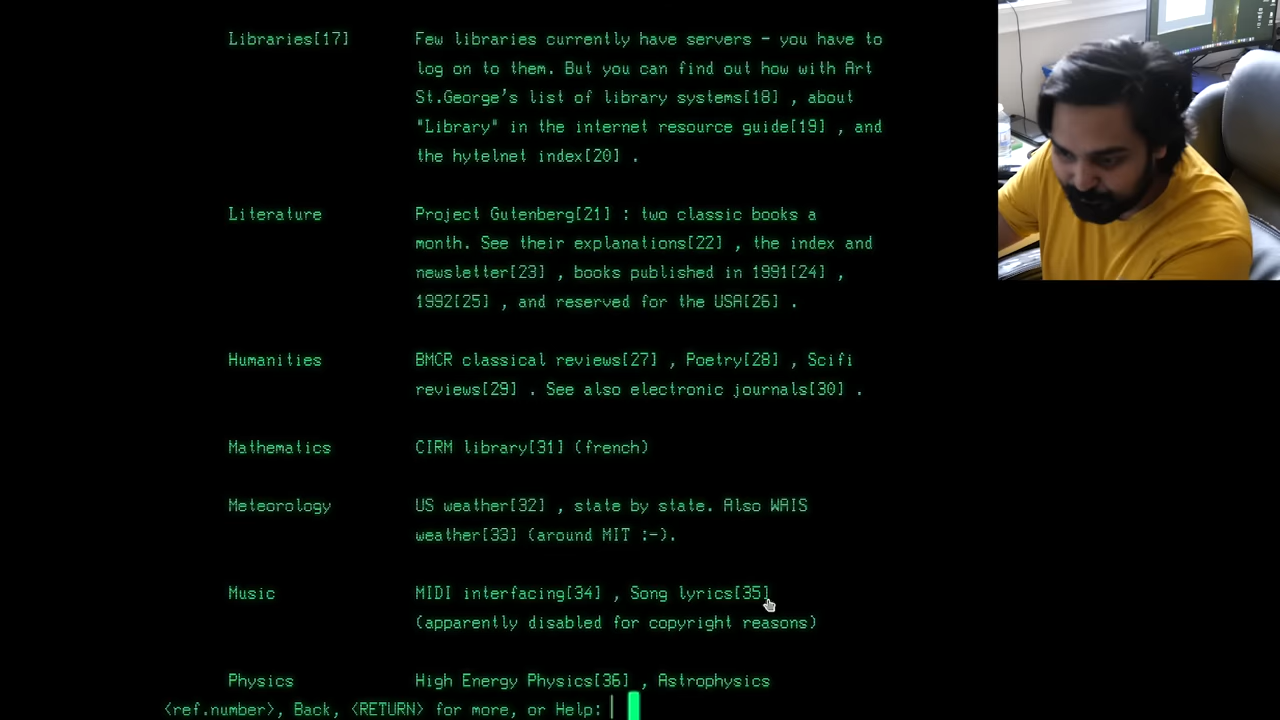 Libraries[17] Few libraries currently have servers - you have to
log on to them. But you can find out how with Art
St.George's list of library systems[18] , about
"Library" in the internet resource guide[19] , and
the hytelnet index[20] .
Literature Project Gutenberg[21] : two classic books a
month. See their explanations[22] , the index and
newsletter[23] , books published in 1991[24] ,
1992[25] , and reserved for the USA[26] .
Humanities BMCR classical reviews[27] , Poetry[28] , Scifi
reviews[29] . See also electronic journals[30] .
Mathematics CIRM library[31] (french)
Meteorology US weather[32] , state by state. Also WAIS
weather[33] (around MIT :-).
Music MIDI interfacing[34] , Song lyrics[35]
(apparently disabled for copyright reasons)
Physics High Energy Physics[36] , Astrophysics
<ref.number>, Back, <RETURN> for more, or Help: